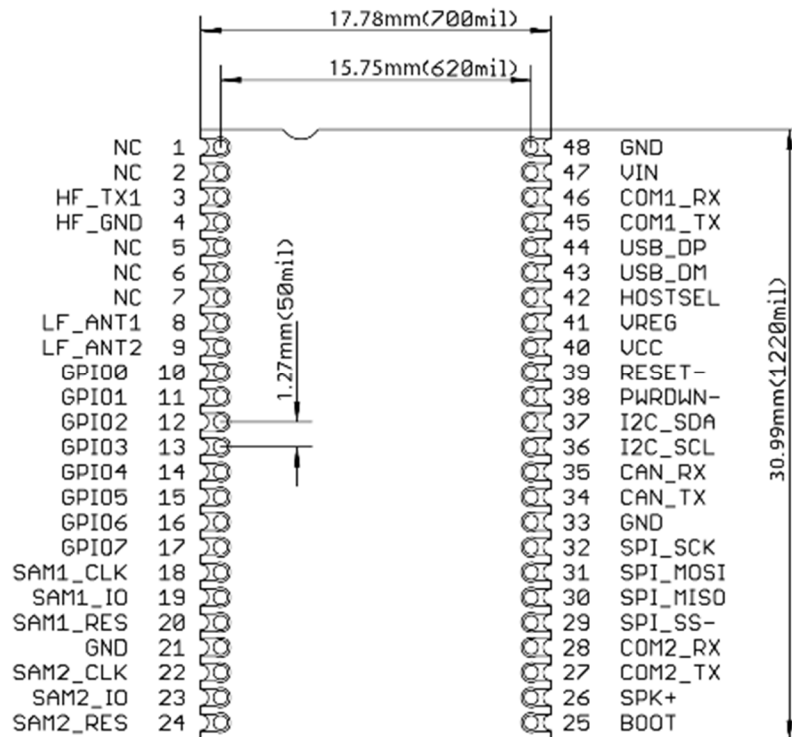 17.78mm(700mil)
15.75mm(620mil)
NC 1 48 GND
NC 2 47 VIN
HF_TX1 3 46 COM1_RX
HF_GND 4 45 COM1_TX
NC 5 44 USB_DP
NC 6 43 USB_DM
NC 7 42 HOSTSEL
LF_ANT1 8 41 VREG
LF_ANT2 9 40 VCC
GPIO0 10 39 RESET-
GPIO1 11 38 PWRDWN-
GPIO2 12 37 I2C_SDA
GPIO3 13 36 I2C_SCL
GPIO4 14 35 CAN_RX
GPIO5 15 34 CAN_TX
GPIO6 16 33 GND
GPIO7 17 32 SPI_SCK
SAM1_CLK 18 31 SPI_MOSI
SAM1_IO 19 30 SPI_MISO
SAM1_RES 20 29 SPI_SS-
GND 21 28 COM2_RX
SAM2_CLK 22 27 COM2_TX
SAM2_IO 23 26 SPK+
SAM2_RES 24 25 BOOT
1.27mm(50mil)
30.99mm(1220mil)